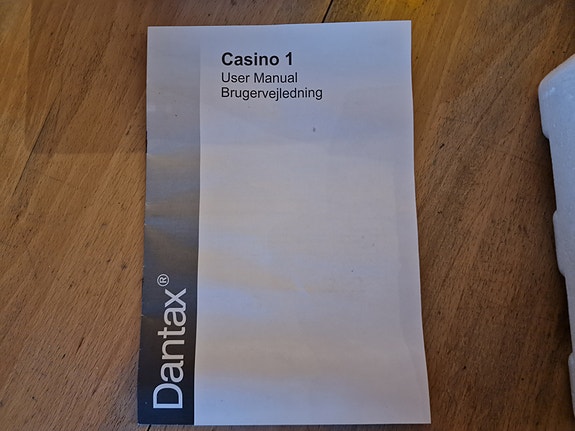 Casino 1
User Manual
Brugervejledning
Dantax®